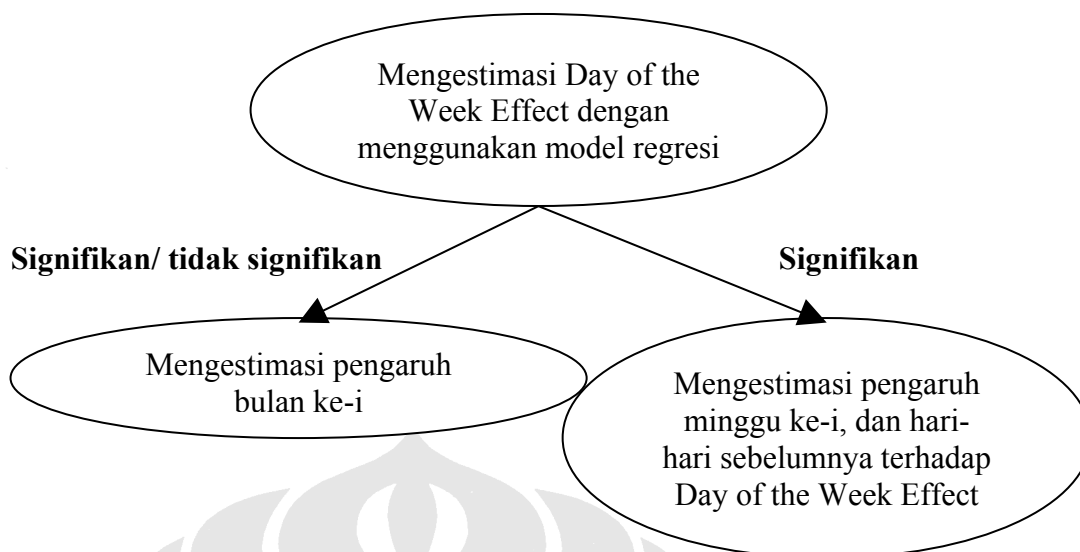 Mengestimasi Day of the
Week Effect dengan
menggunakan model regresi
Signifikan/ tidak signifikan
Signifikan
Mengestimasi pengaruh
bulan ke-i
Mengestimasi pengaruh
minggu ke-i, dan hari-
hari sebelumnya terhadap
Day of the Week Effect